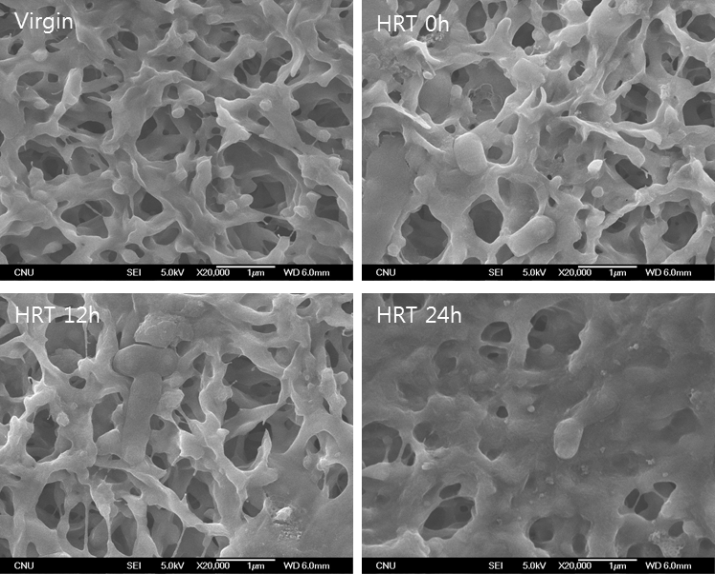 Virgin
CNU SEI 5.0kV X20,000 1μm WD 6.0mm
HRT 0h
CNU SEI 5.0kV X20,000 1μm WD 6.0mm
HRT 12h
CNU SEI 5.0kV X20,000 1μm WD 6.0mm
HRT 24h
CNU SEI 5.0kV X20,000 1μm WD 6.0mm